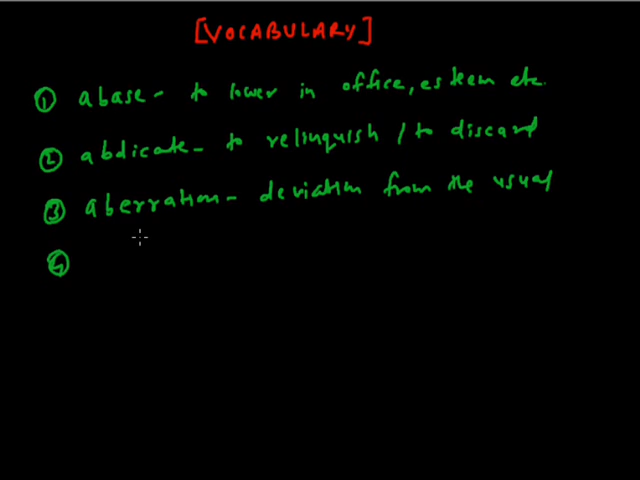 [VOCABULARY]
① abase - to lower in office, esteem etc.
② abdicate - to relinquish / to discard
③ aberration - deviation from the usual
④